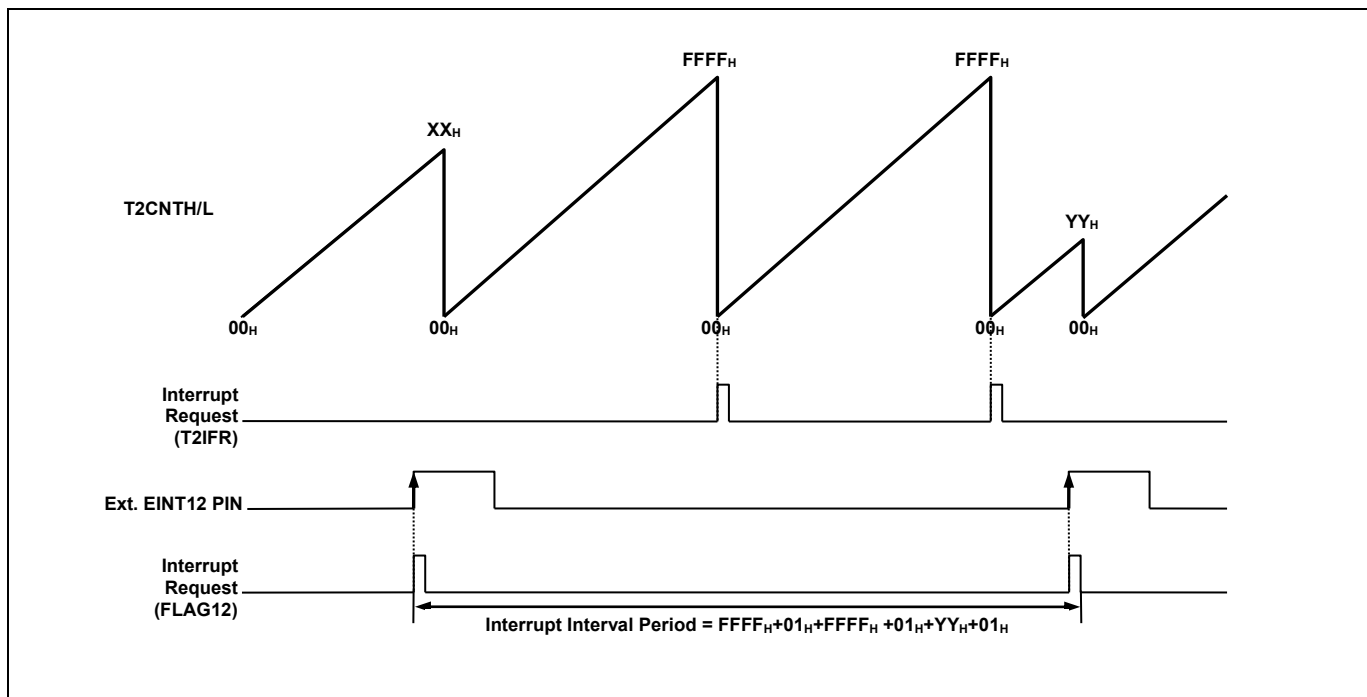 FFFFH FFFFH
XXH
T2CNTH/L
YYH
00H 00H 00H 00H 00H
Interrupt
Request
(T2IFR)
Ext. EINT12 PIN
Interrupt
Request
(FLAG12)
Interrupt Interval Period = FFFFH+01H+FFFFH +01H+YYH+01H